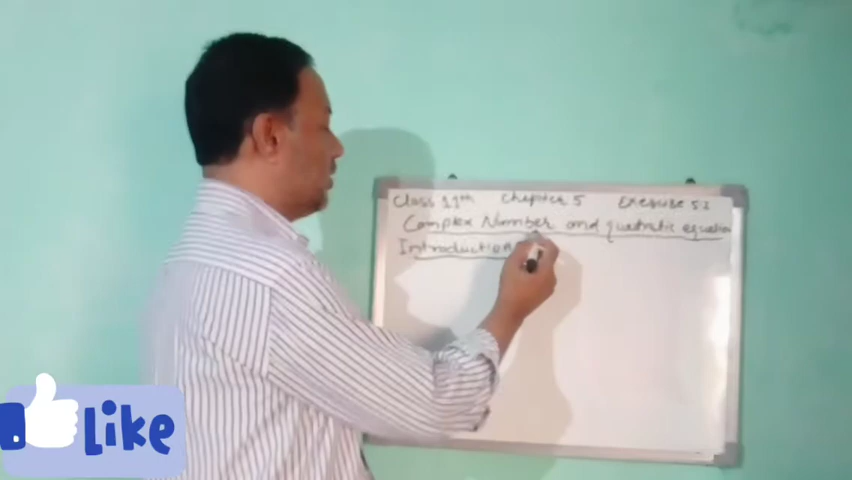 Class 11th Chapter 5 Exercise 5.1
Complex Number and quadratic equation
Introduction
Like